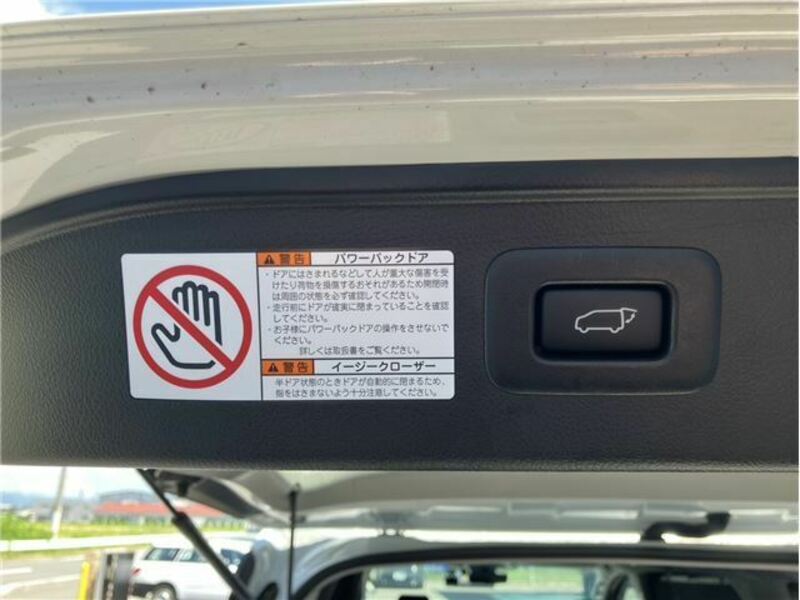 警告 パワーバックドア
・ドアにはさまれるなどして人が重大な傷害を受
けたり荷物を損傷するおそれがあるため開閉時
は周囲の状態を必ず確認してください。
・走行前にドアが確実に閉まっていることを確認
してください。
・お子様にパワーバックドアの操作をさせないで
ください。
詳しくは取扱書をご覧ください。
警告 イージークローザー
半ドア状態のときドアが自動的に閉まるため、
指をはさまないよう十分注意してください。